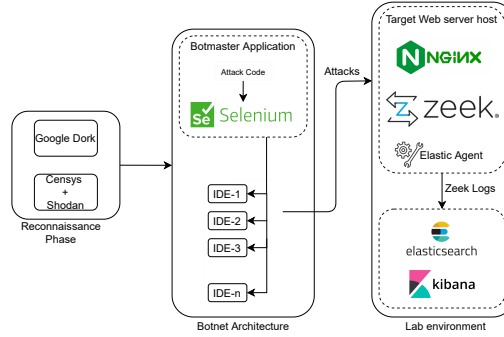 Google Dork
Censys
+
Shodan
Reconnaissance
Phase
Botmaster Application
Attack Code
Se Selenium
IDE-1
IDE-2
IDE-3
IDE-n
Botnet Architecture
Attacks
Target Web server host
NGINX
Z zeek
Elastic Agent
Zeek Logs
elasticsearch
kibana
Lab environment